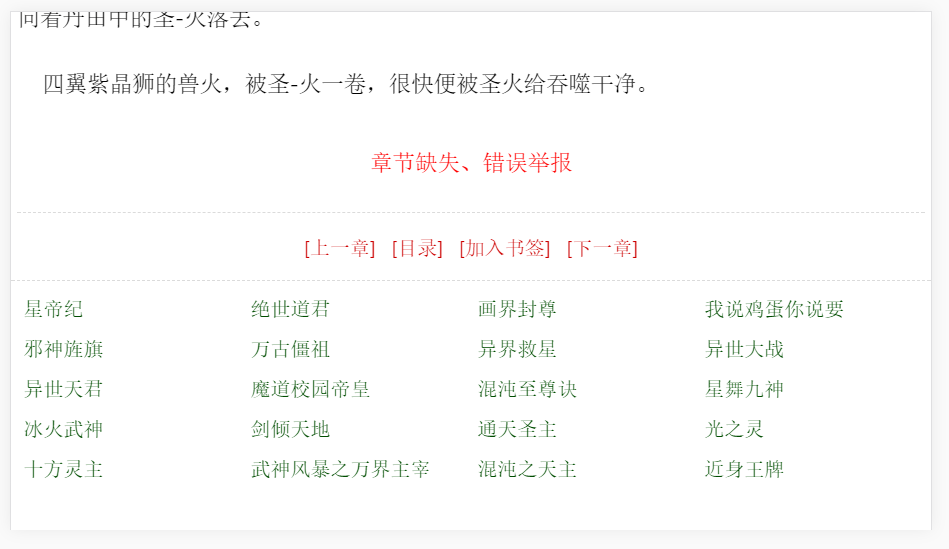 向着丹田中的圣-火落去。
四翼紫晶狮的兽火，被圣-火一卷，很快便被圣火给吞噬干净。
章节缺失、错误举报
[上一章] [目录] [加入书签] [下一章]
星帝纪 绝世道君 画界封尊 我说鸡蛋你说要
邪神旌旗 万古僵祖 异界救星 异世大战
异世天君 魔道校园帝皇 混沌至尊诀 星舞九神
冰火武神 剑倾天地 通天圣主 光之灵
十方灵主 武神风暴之万界主宰 混沌之天主 近身王牌